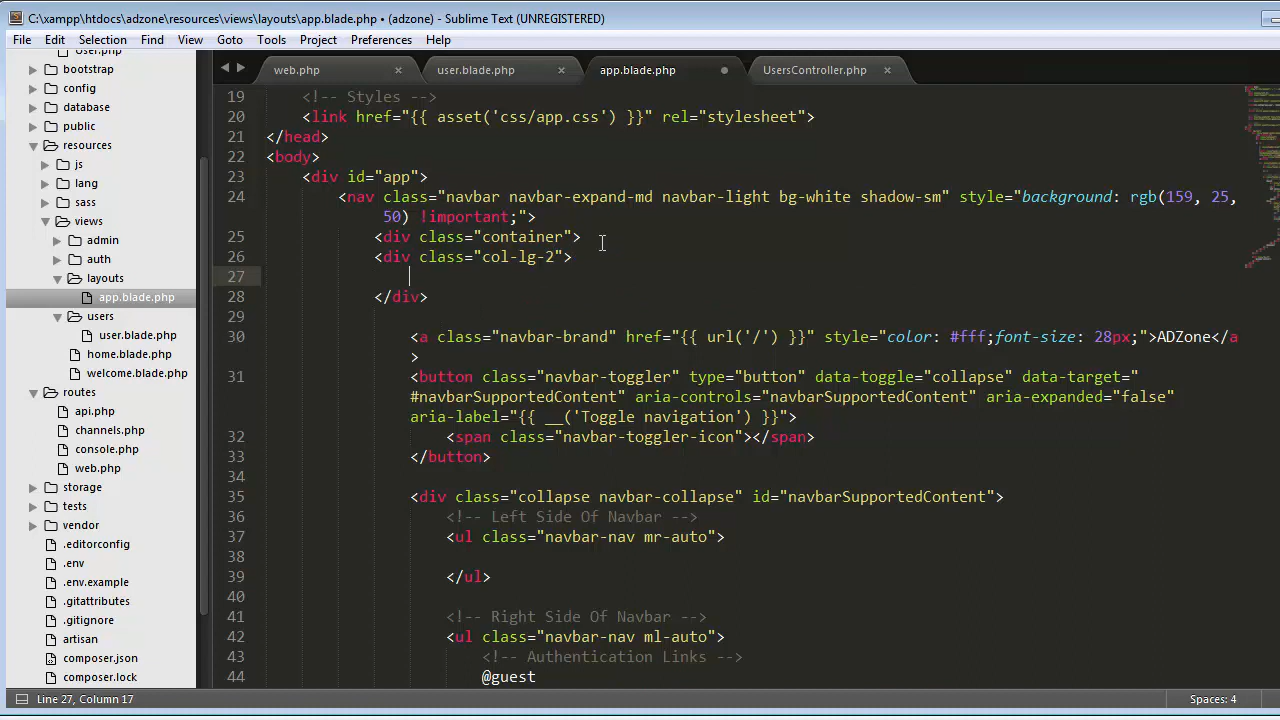 C:\xampp\htdocs\adzone\resources\views\layouts\app.blade.php • (adzone) - Sublime Text (UNREGISTERED)
File Edit Selection Find View Goto Tools Project Preferences Help
User.php
bootstrap
config
database
public
resources
js
lang
sass
views
admin
auth
layouts
app.blade.php
users
user.blade.php
home.blade.php
welcome.blade.php
routes
api.php
channels.php
console.php
web.php
storage
tests
vendor
.editorconfig
.env
.env.example
.gitattributes
.gitignore
artisan
composer.json
composer.lock
web.php × user.blade.php × app.blade.php UsersController.php ×
19 <!-- Styles -->
20 <link href="{{ asset('css/app.css') }}" rel="stylesheet">
21 </head>
22 <body>
23 <div id="app">
24 <nav class="navbar navbar-expand-md navbar-light bg-white shadow-sm" style="background: rgb(159, 25,
50) !important;">
25 <div class="container">
26 <div class="col-lg-2">
27
28 </div>
29
30 <a class="navbar-brand" href="{{ url('/') }}" style="color: #fff;font-size: 28px;">ADZone</a
>
31 <button class="navbar-toggler" type="button" data-toggle="collapse" data-target="
#navbarSupportedContent" aria-controls="navbarSupportedContent" aria-expanded="false"
aria-label="{{ __('Toggle navigation') }}">
32 <span class="navbar-toggler-icon"></span>
33 </button>
34
35 <div class="collapse navbar-collapse" id="navbarSupportedContent">
36 <!-- Left Side Of Navbar -->
37 <ul class="navbar-nav mr-auto">
38
39 </ul>
40
41 <!-- Right Side Of Navbar -->
42 <ul class="navbar-nav ml-auto">
43 <!-- Authentication Links -->
44 @guest
Line 27, Column 17
Spaces: 4